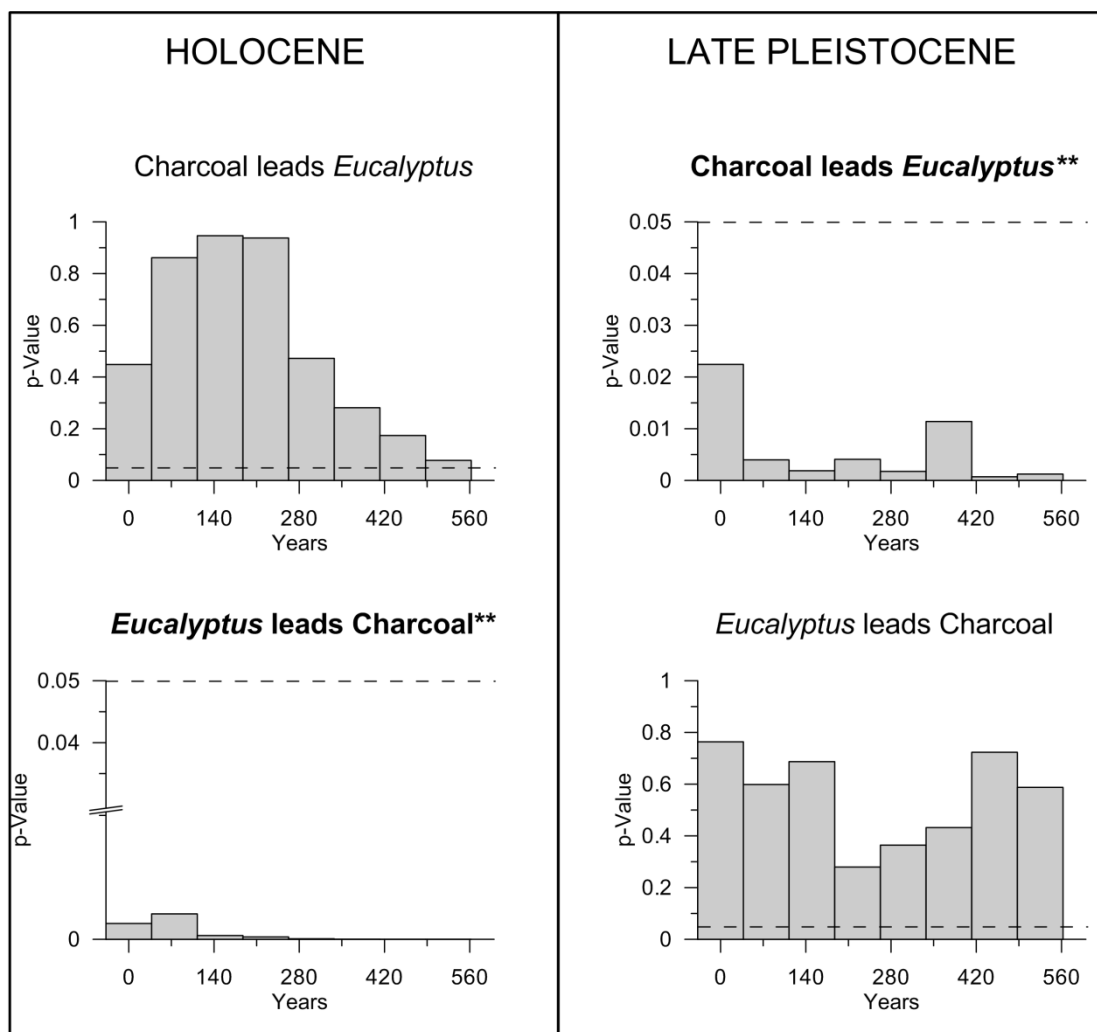 HOLOCENE
Charcoal leads Eucalyptus
1
0.8
0.6
0.4
0.2
0
p-Value
0 140 280 420 560
Years
Eucalyptus leads Charcoal**
0.05
0.04
0
p-Value
0 140 280 420 560
Years
LATE PLEISTOCENE
Charcoal leads Eucalyptus**
0.05
0.04
0.03
0.02
0.01
0
p-Value
0 140 280 420 560
Years
Eucalyptus leads Charcoal
1
0.8
0.6
0.4
0.2
0
p-Value
0 140 280 420 560
Years